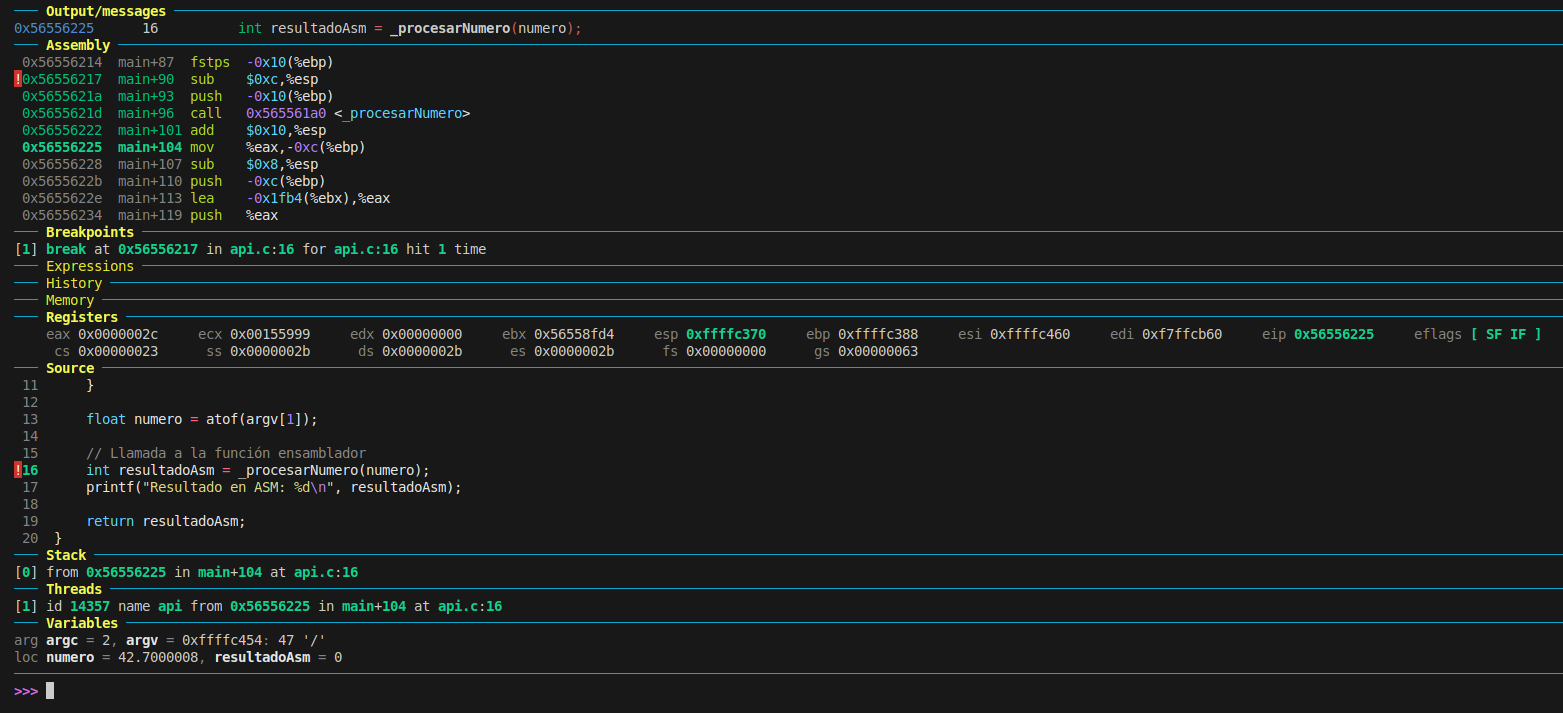 Output/messages
0x56556225 16 int resultadoAsm = _procesarNumero(numero);
Assembly
0x56556214 main+87 fstps -0x10(%ebp)
!0x56556217 main+90 sub $0xc,%esp
0x5655621a main+93 push -0x10(%ebp)
0x5655621d main+96 call 0x565561a0 <_procesarNumero>
0x56556222 main+101 add $0x10,%esp
0x56556225 main+104 mov %eax,-0xc(%ebp)
0x56556228 main+107 sub $0x8,%esp
0x5655622b main+110 push -0xc(%ebp)
0x5655622e main+113 lea -0x1fb4(%ebx),%eax
0x56556234 main+119 push %eax
Breakpoints
[1] break at 0x56556217 in api.c:16 for api.c:16 hit 1 time
Expressions
History
Memory
Registers
eax 0x0000002c ecx 0x00155999 edx 0x00000000 ebx 0x56558fd4 esp 0xffffc370 ebp 0xffffc388 esi 0xffffc460 edi 0xf7ffcb60 eip 0x56556225 eflags [ SF IF ]
cs 0x00000023 ss 0x0000002b ds 0x0000002b es 0x0000002b fs 0x00000000 gs 0x00000063
Source
11 }
12
13 float numero = atof(argv[1]);
14
15 // Llamada a la función ensamblador
!16 int resultadoAsm = _procesarNumero(numero);
17 printf("Resultado en ASM: %d\n", resultadoAsm);
18
19 return resultadoAsm;
20 }
Stack
[0] from 0x56556225 in main+104 at api.c:16
Threads
[1] id 14357 name api from 0x56556225 in main+104 at api.c:16
Variables
arg argc = 2, argv = 0xffffc454: 47 '/'
loc numero = 42.7000008, resultadoAsm = 0
>>>